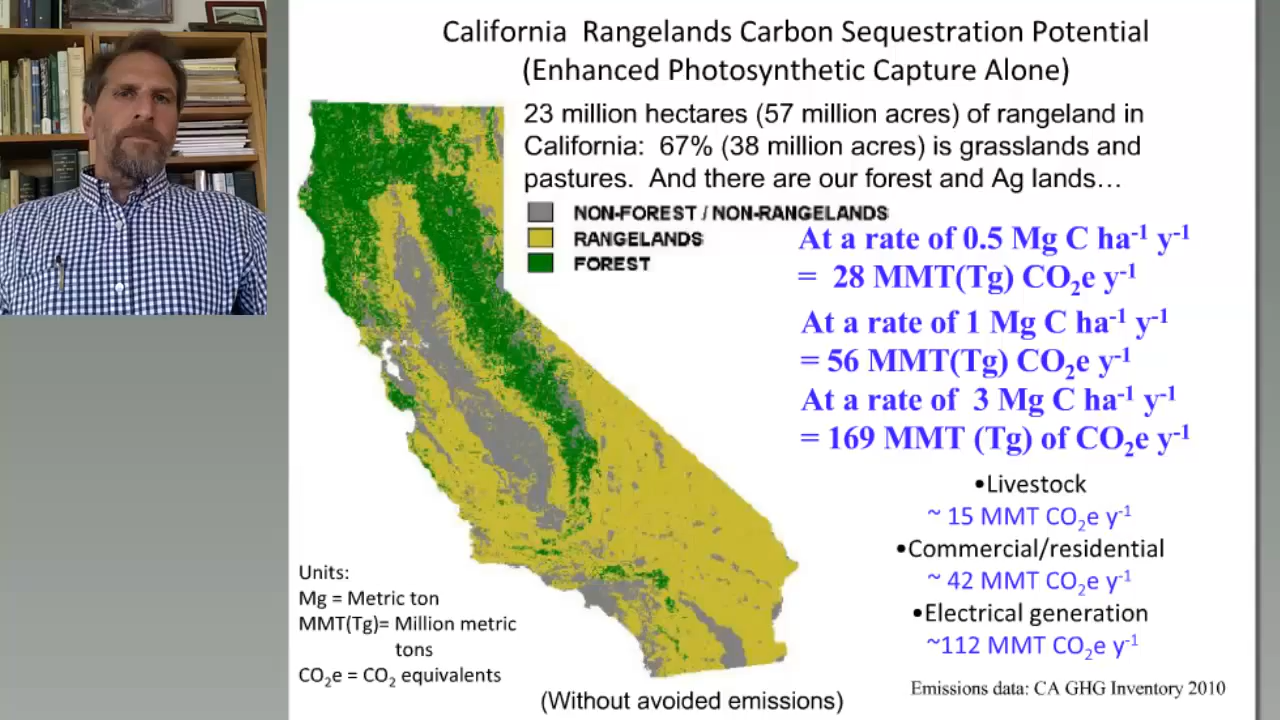 California  Rangelands Carbon Sequestration Potential
(Enhanced Photosynthetic Capture Alone)
23 million hectares (57 million acres) of rangeland in
California:  67% (38 million acres) is grasslands and
pastures.  And there are our forest and Ag lands…
NON-FOREST / NON-RANGELANDS
RANGELANDS
FOREST
At a rate of 0.5 Mg C ha⁻¹ y⁻¹
=  28 MMT(Tg) CO₂e y⁻¹
At a rate of 1 Mg C ha⁻¹ y⁻¹
= 56 MMT(Tg) CO₂e y⁻¹
At a rate of  3 Mg C ha⁻¹ y⁻¹
= 169 MMT (Tg) of CO₂e y⁻¹
•Livestock
~ 15 MMT CO₂e y⁻¹
•Commercial/residential
~ 42 MMT CO₂e y⁻¹
•Electrical generation
~112 MMT CO₂e y⁻¹
Units:
Mg = Metric ton
MMT(Tg)= Million metric
tons
CO₂e = CO₂ equivalents
(Without avoided emissions)
Emissions data: CA GHG Inventory 2010